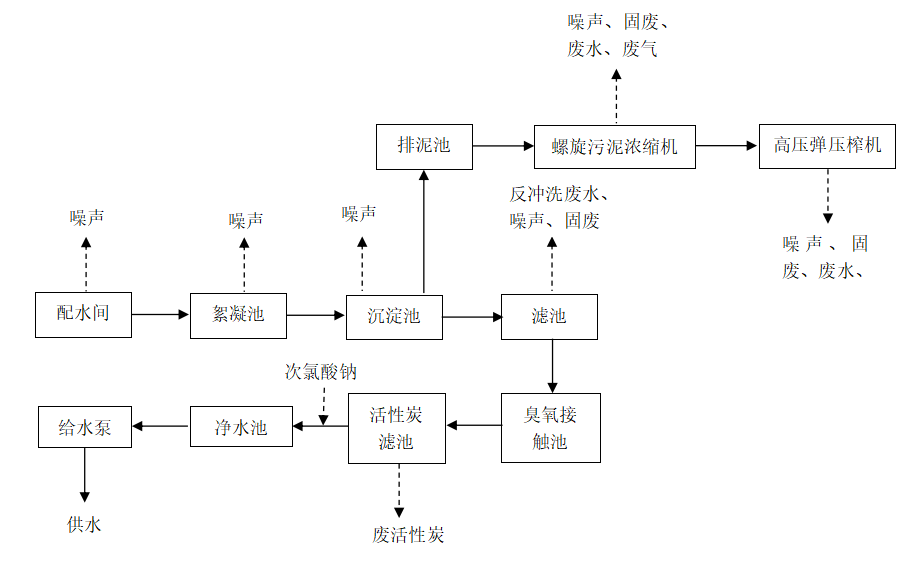 噪声、固废、
废水、废气
排泥池
螺旋污泥浓缩机
高压弹压榨机
反冲洗废水、
噪声、固废
噪声
噪声
噪声
噪声、固
废、废水、
配水间
絮凝池
沉淀池
滤池
次氯酸钠
给水泵
净水池
活性炭
滤池
臭氧接
触池
供水
废活性炭